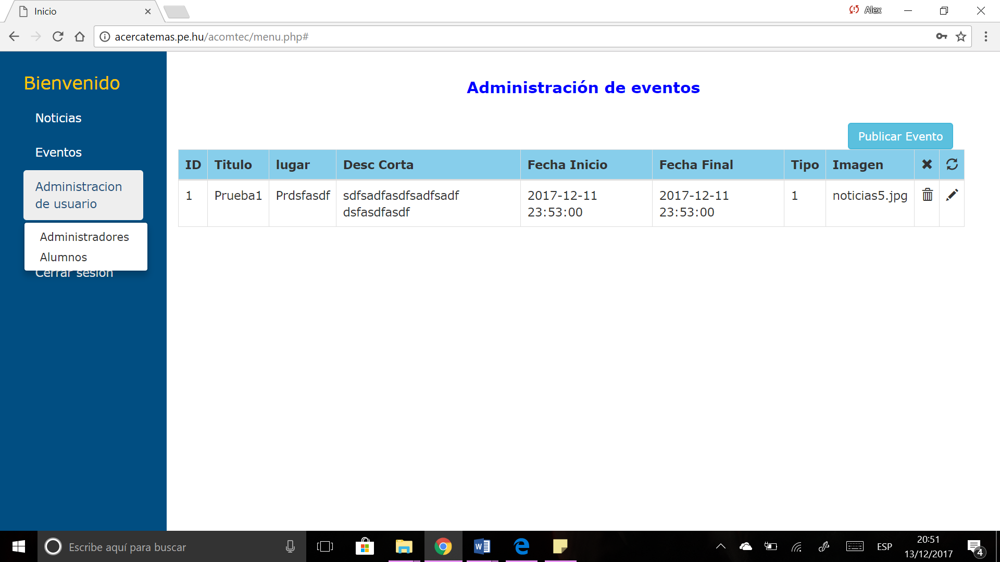 Inicio
Alex
acercatemas.pe.hu/acomtec/menu.php#
Bienvenido
Noticias
Eventos
Administracion
de usuario
Administradores
Alumnos
Cerrar sesion
Administración de eventos
Publicar Evento
ID Titulo lugar Desc Corta Fecha Inicio Fecha Final Tipo Imagen
1 Prueba1 Prdsfasdf sdfsadfasdfsadfsadf 2017-12-11 2017-12-11 1 noticias5.jpg
dsfasdfasdf 23:53:00 23:53:00
Escribe aquí para buscar
ESP
20:51
13/12/2017
4